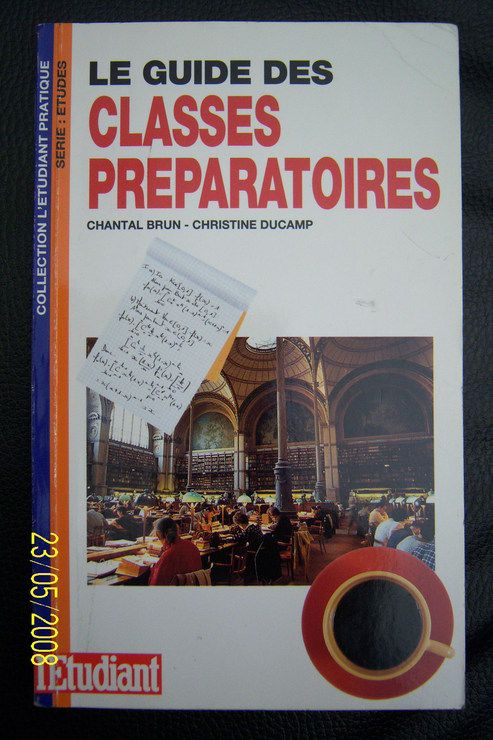 LE GUIDE DES
CLASSES
PREPARATOIRES
CHANTAL BRUN - CHRISTINE DUCAMP
COLLECTION L'ETUDIANT PRATIQUE
SERIE : ETUDES
l'Etudiant
23/05/2008